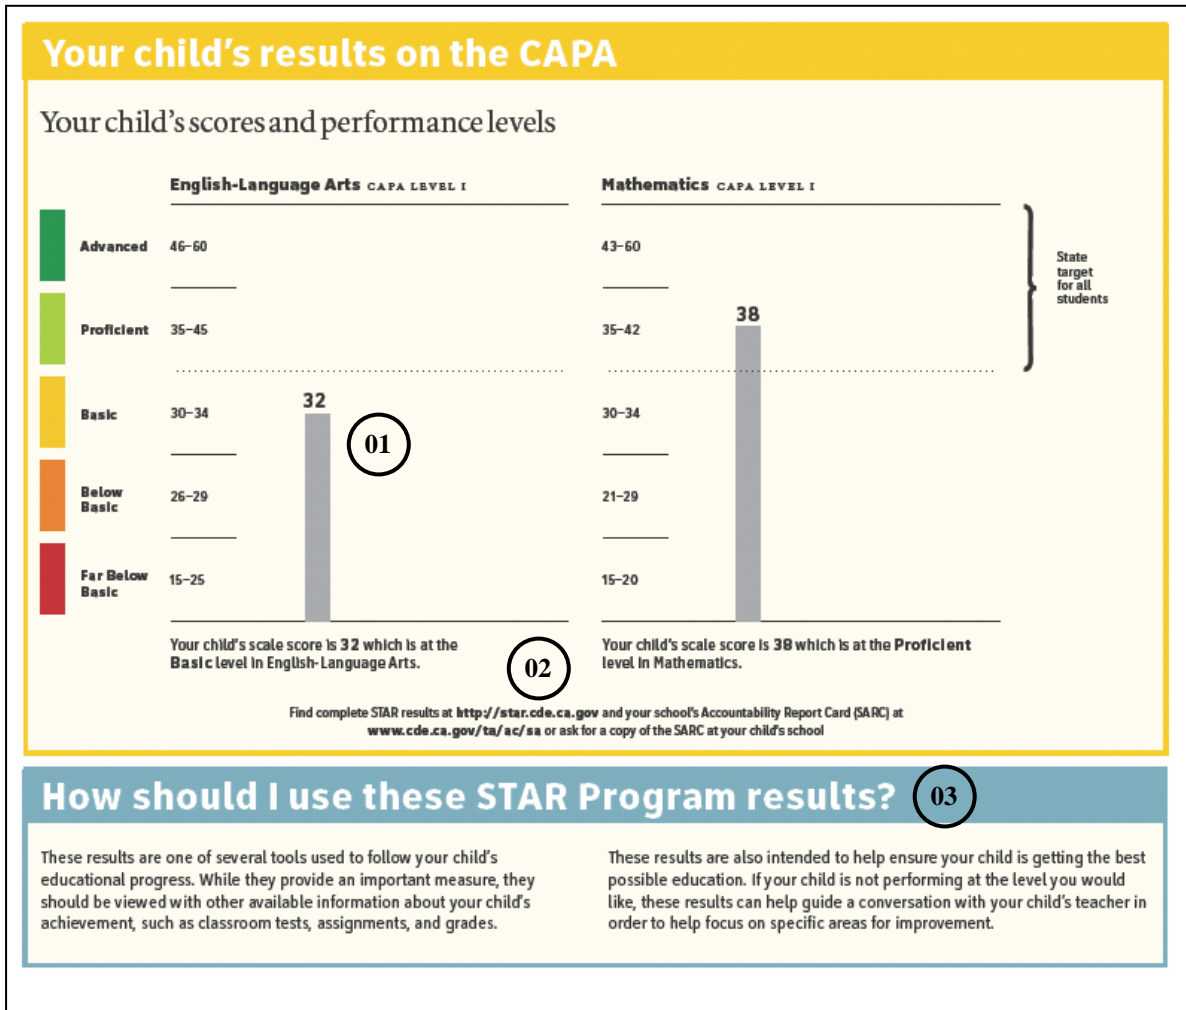 Your child's results on the CAPA
Your child's scores and performance levels
English-Language Arts CAPA LEVEL I
Mathematics CAPA LEVEL I
Advanced 46–60
43–60
State
target
for all
students
Proficient 35–45
38
35–42
Basic 30–34
32
01
30–34
Below
Basic
26–29
21–29
Far Below
Basic
15–25
15–20
Your child's scale score is 32 which is at the
Basic level in English-Language Arts.
02
Your child's scale score is 38 which is at the Proficient
level in Mathematics.
Find complete STAR results at http://star.cde.ca.gov and your school's Accountability Report Card (SARC) at
www.cde.ca.gov/ta/ac/sa or ask for a copy of the SARC at your child's school
How should I use these STAR Program results? 03
These results are one of several tools used to follow your child's
educational progress. While they provide an important measure, they
should be viewed with other available information about your child's
achievement, such as classroom tests, assignments, and grades.
These results are also intended to help ensure your child is getting the best
possible education. If your child is not performing at the level you would
like, these results can help guide a conversation with your child's teacher in
order to help focus on specific areas for improvement.